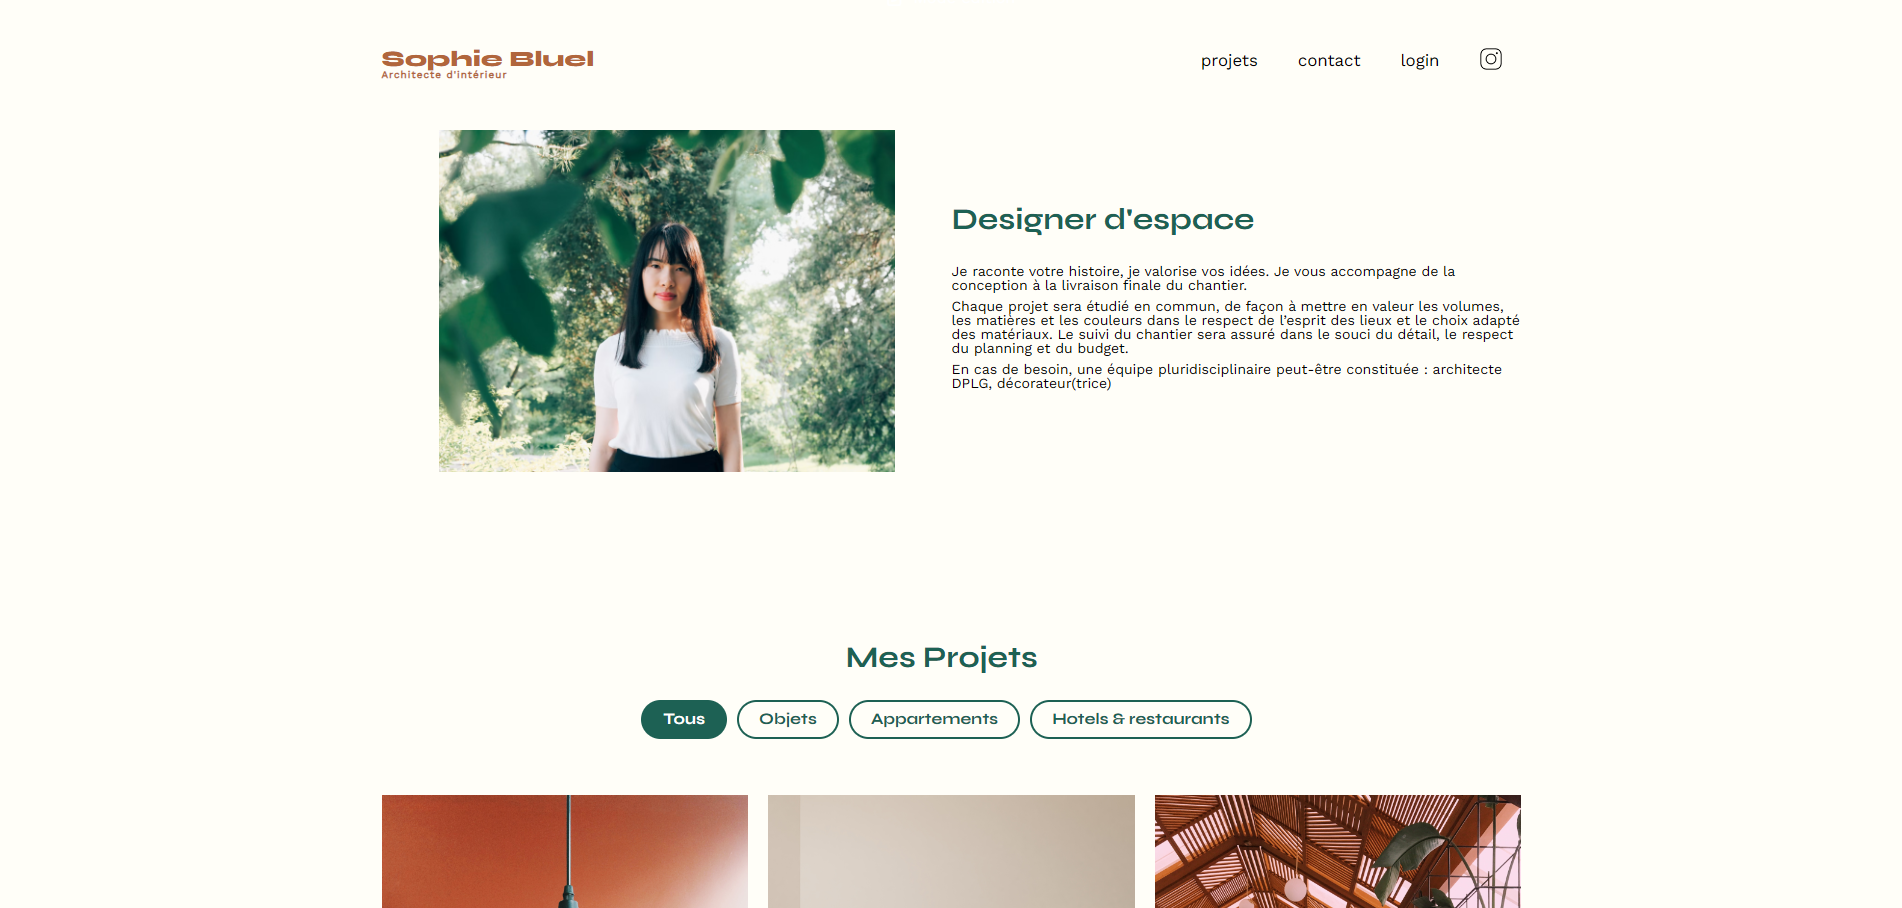 Sophie Bluel
Architecte d'intérieur
projets
contact
login
Designer d'espace
Je raconte votre histoire, je valorise vos idées. Je vous accompagne de la
conception à la livraison finale du chantier.
Chaque projet sera étudié en commun, de façon à mettre en valeur les volumes,
les matières et les couleurs dans le respect de l’esprit des lieux et le choix adapté
des matériaux. Le suivi du chantier sera assuré dans le souci du détail, le respect
du planning et du budget.
En cas de besoin, une équipe pluridisciplinaire peut-être constituée : architecte
DPLG, décorateur(trice)
Mes Projets
Tous
Objets
Appartements
Hotels & restaurants